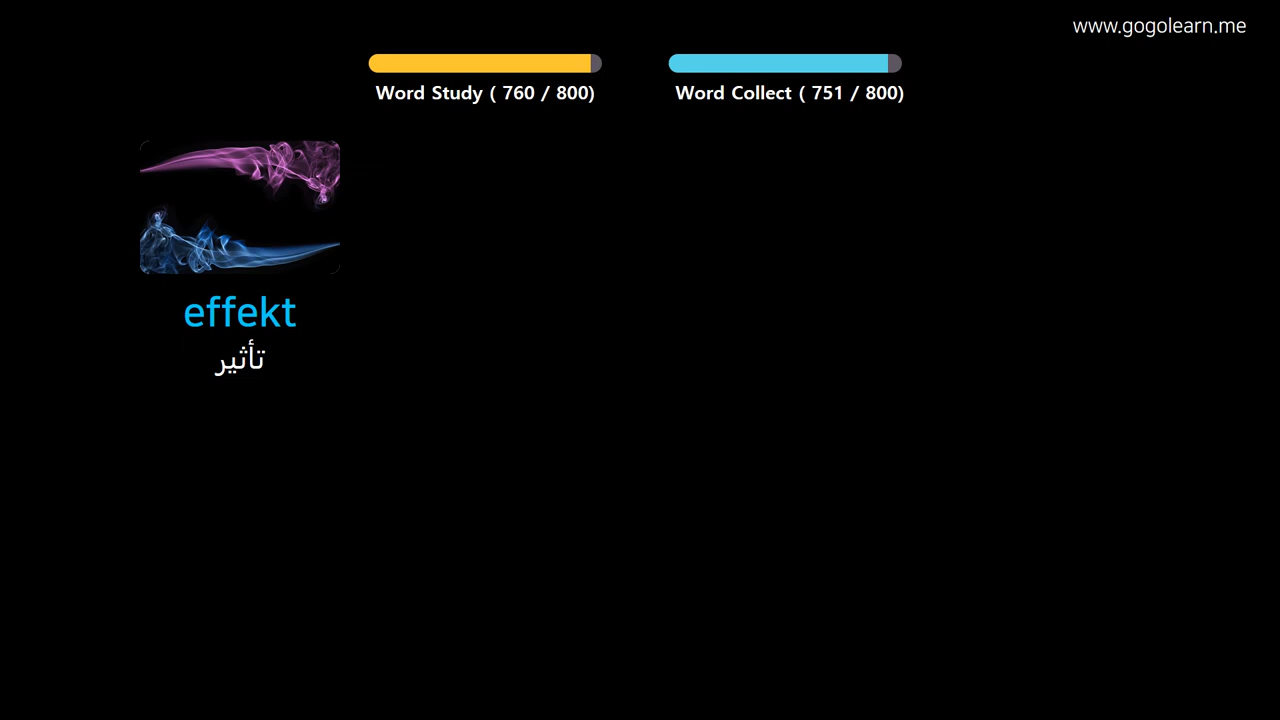 www.gogolearn.me
Word Study ( 760 / 800)
Word Collect ( 751 / 800)
effekt
تأثير